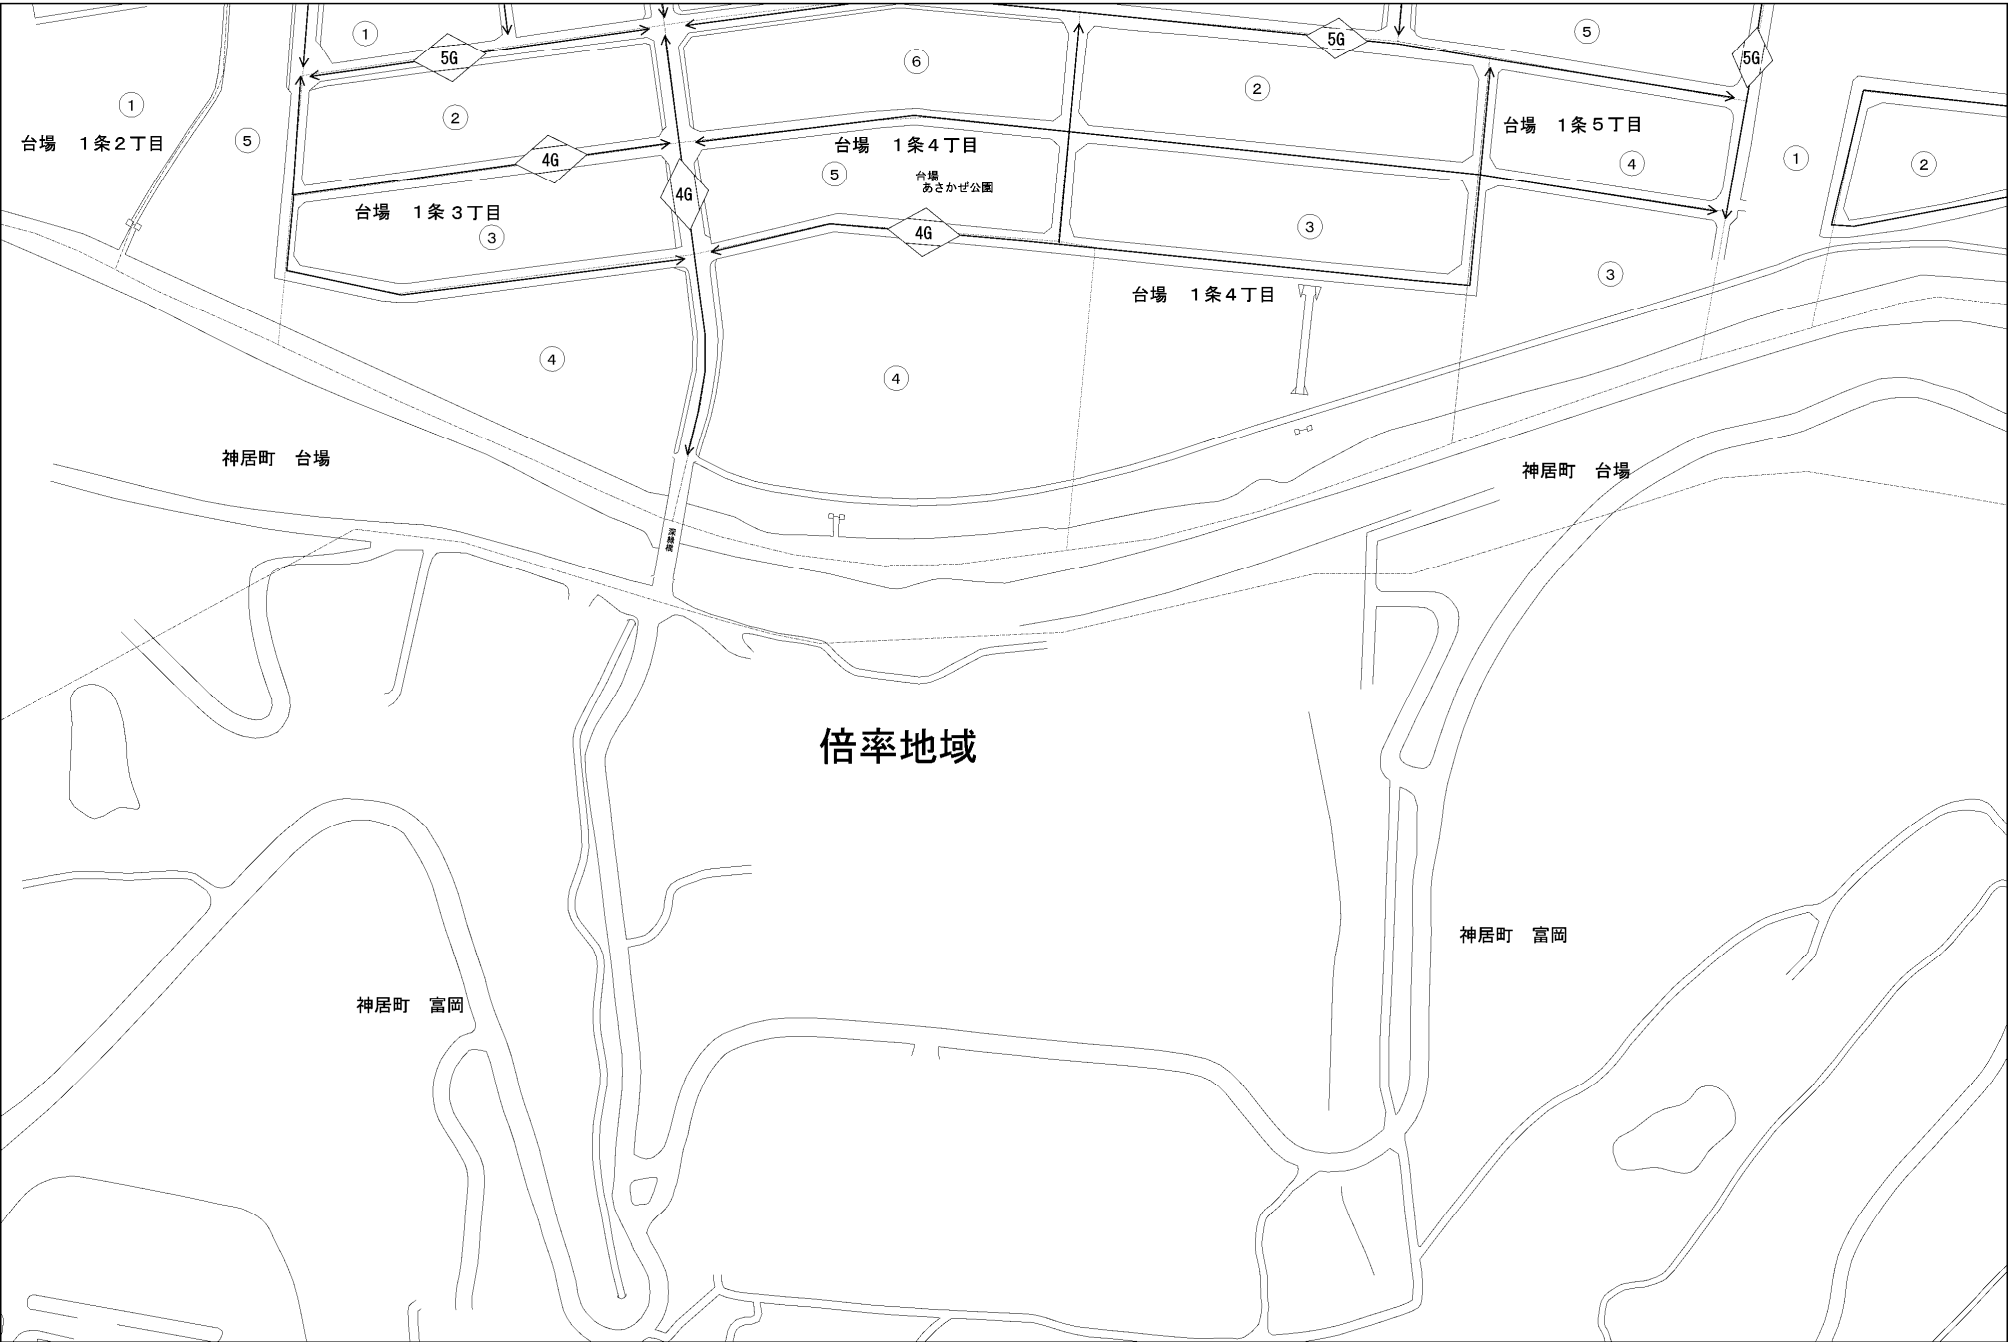 ①
5G
5G
⑤
5G
⑥
②
①
②
台場　1条2丁目
⑤
台場　1条5丁目
4G
台場　1条4丁目
④
①
②
⑤
台場
あさかぜ公園
4G
台場　1条3丁目
③
4G
③
③
台場　1条4丁目
④
④
神居町　台場
神居町　台場
深緑橋
倍率地域
神居町　富岡
神居町　富岡